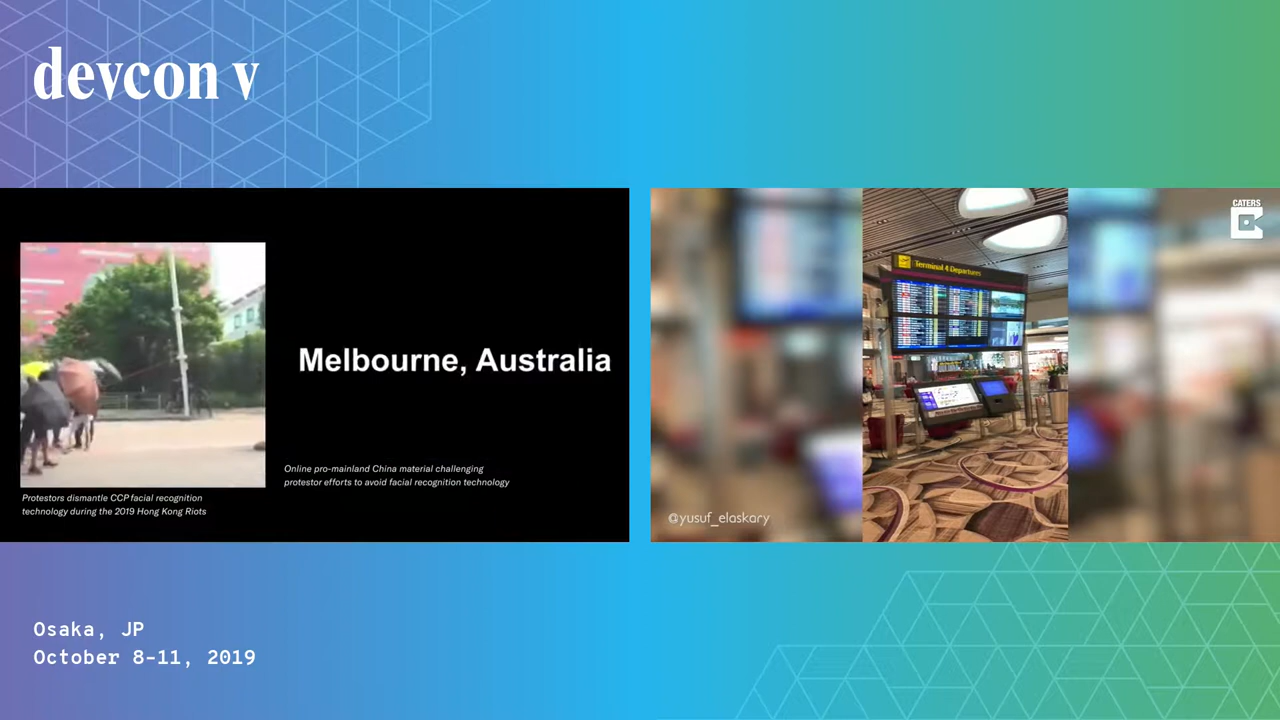 devcon v
Melbourne, Australia
Online pro-mainland China material challenging
protestor efforts to avoid facial recognition technology
Protestors dismantle CCP facial recognition
technology during the 2019 Hong Kong Riots
CATERS
Terminal 4 Departures
@yusuf_elaskary
Osaka, JP
October 8-11, 2019